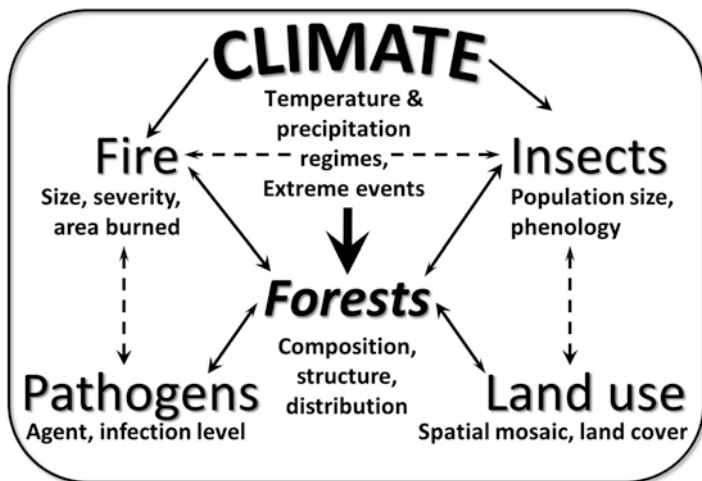 CLIMATE
Temperature &
precipitation
regimes,
Extreme events
Fire
Size, severity,
area burned
Insects
Population size,
phenology
Forests
Composition,
structure,
distribution
Pathogens
Agent, infection level
Land use
Spatial mosaic, land cover